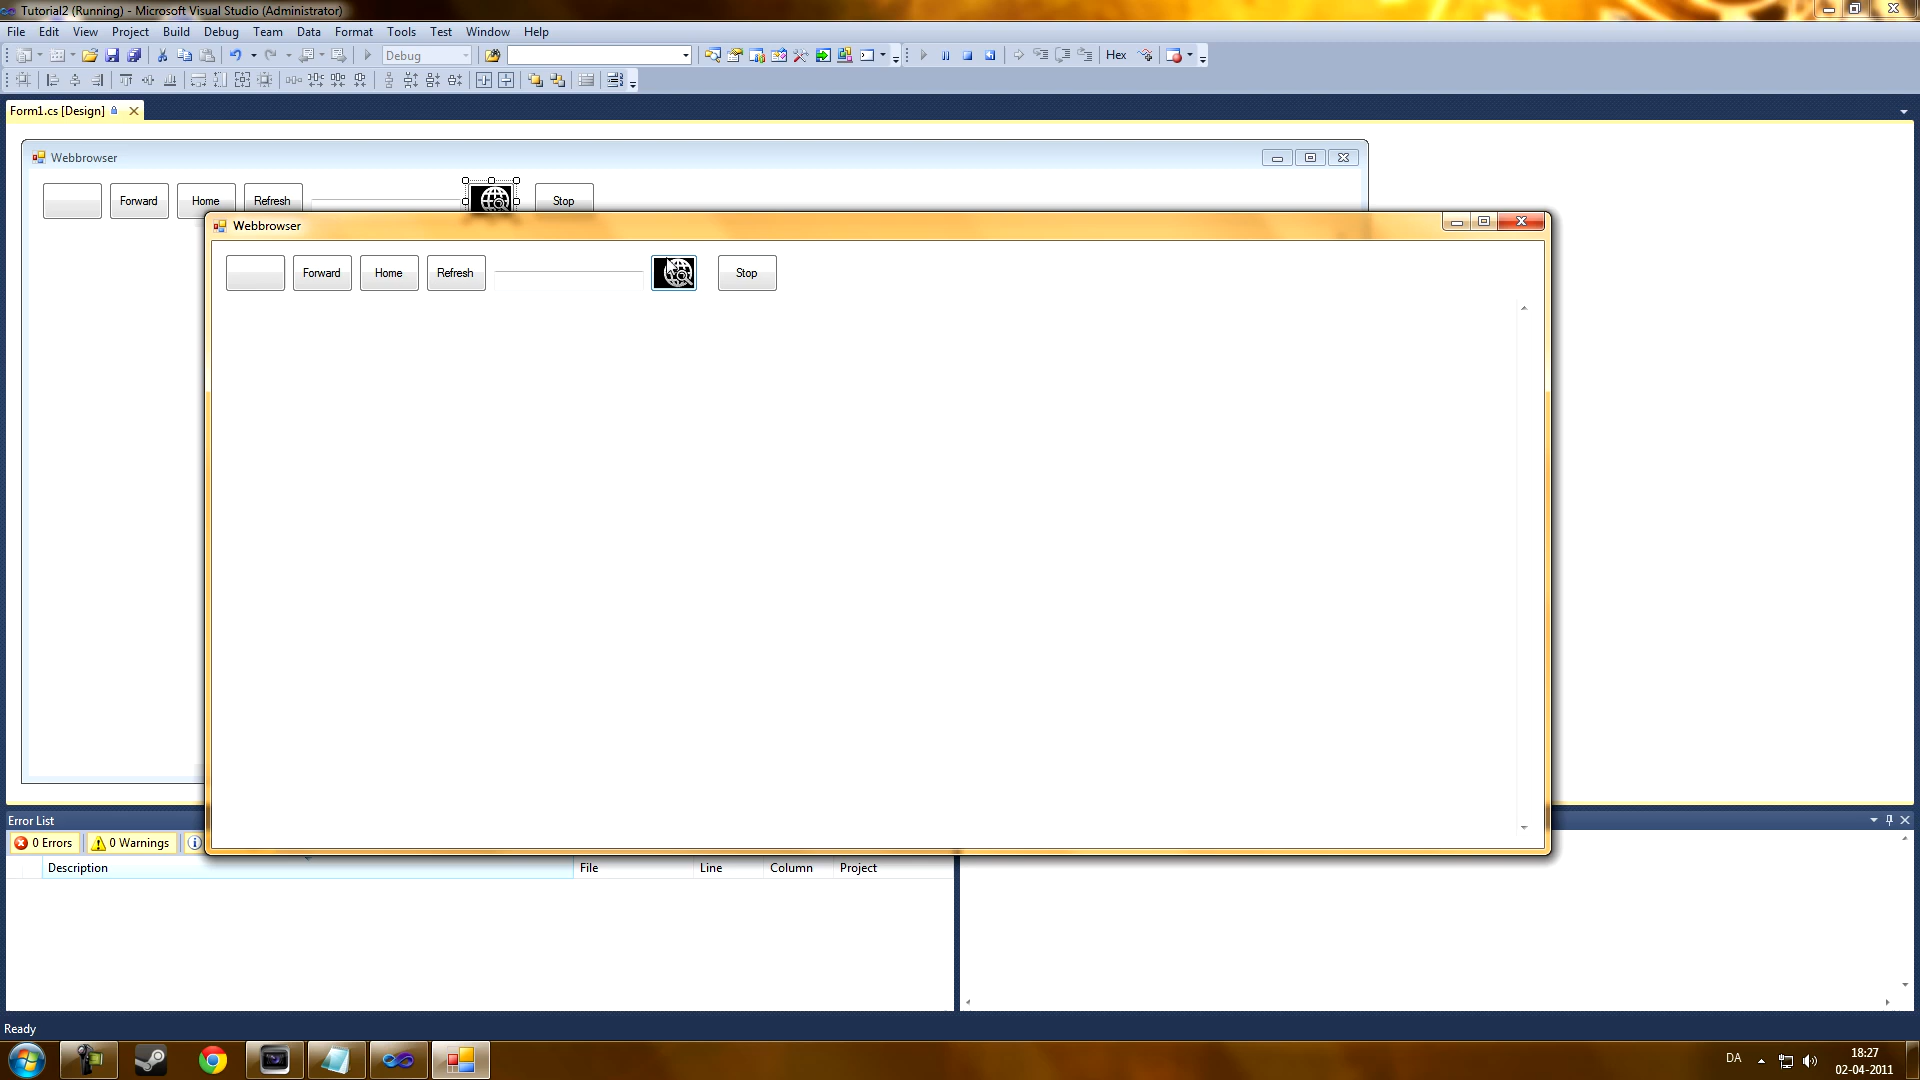 Tutorial2 (Running) - Microsoft Visual Studio (Administrator)
File Edit View Project Build Debug Team Data Format Tools Test Window Help
Debug
Hex
Form1.cs [Design]
Webbrowser
Forward Home Refresh Stop
Webbrowser
Forward Home Refresh Stop
Error List
0 Errors 0 Warnings
Description File Line Column Project
Ready
DA 18:27
02-04-2011